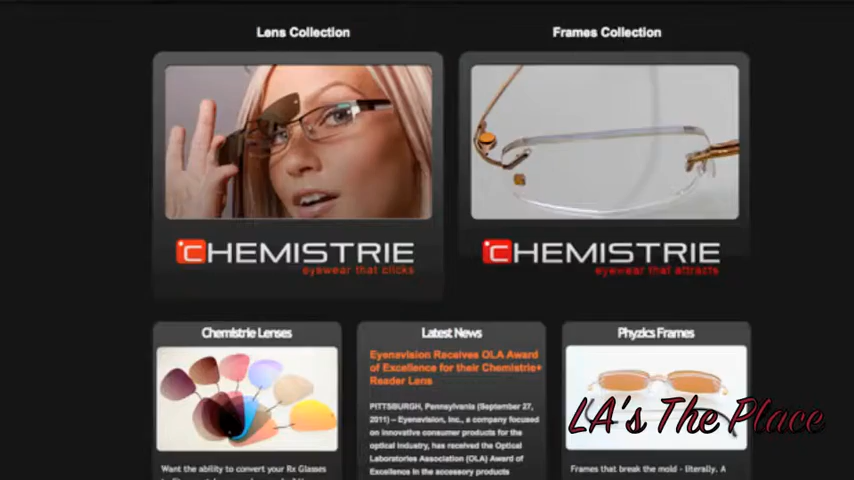 Lens Collection
Frames Collection
CHEMISTRIE
eyewear that clicks
CHEMISTRIE
eyewear that attracts
Chemistrie Lenses
Want the ability to convert your Rx Glasses
Latest News
Eyenavision Receives OLA Award
of Excellence for their Chemistrie+
Reader Lens
PITTSBURGH, Pennsylvania (September 27,
2011) – Eyenavision, Inc., a company focused
on innovative consumer products for the
optical industry, has received the Optical
Laboratories Association (OLA) Award of
Excellence in the accessory products
Phyzics Frames
Frames that break the mold - literally. A
LA's The Place